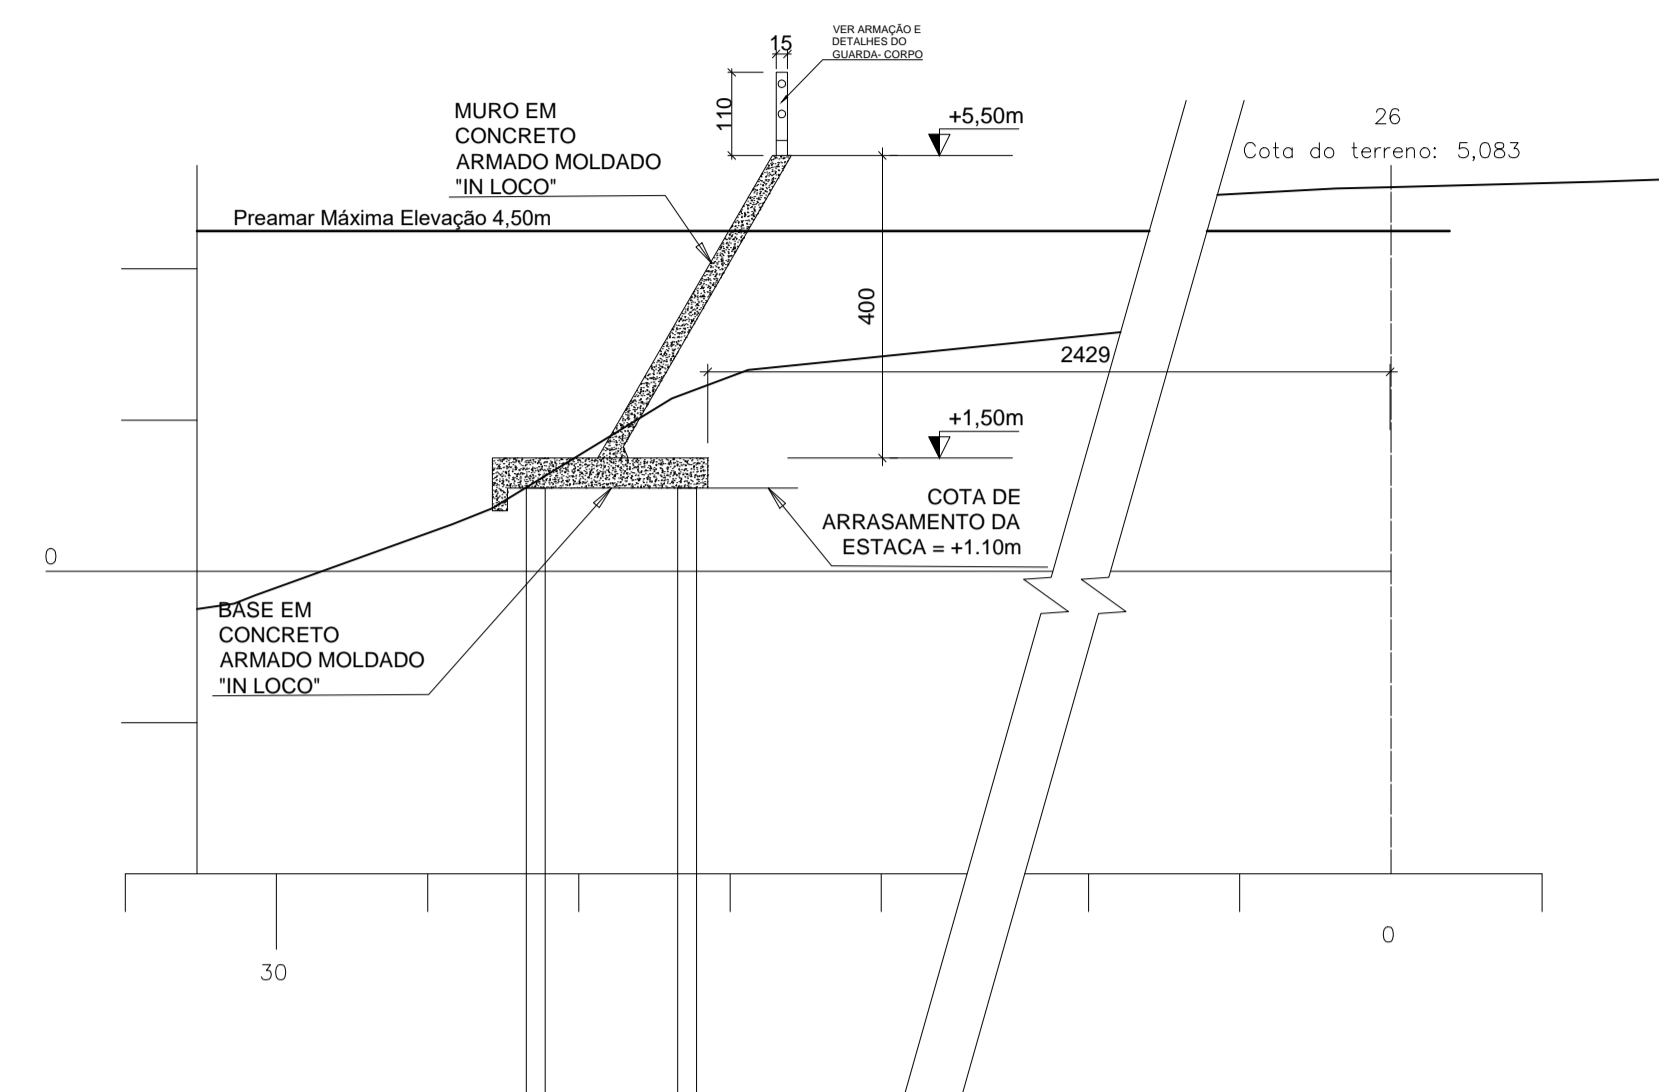 VER ARMAÇÃO E
DETALHES DO
GUARDA- CORPO
15
110
MURO EM
CONCRETO
ARMADO MOLDADO
"IN LOCO"
+5,50m
26
Cota do terreno: 5,083
Preamar Máxima Elevação 4,50m
400
2429
+1,50m
COTA DE
ARRASAMENTO DA
ESTACA = +1.10m
0
BASE EM
CONCRETO
ARMADO MOLDADO
"IN LOCO"
0
30